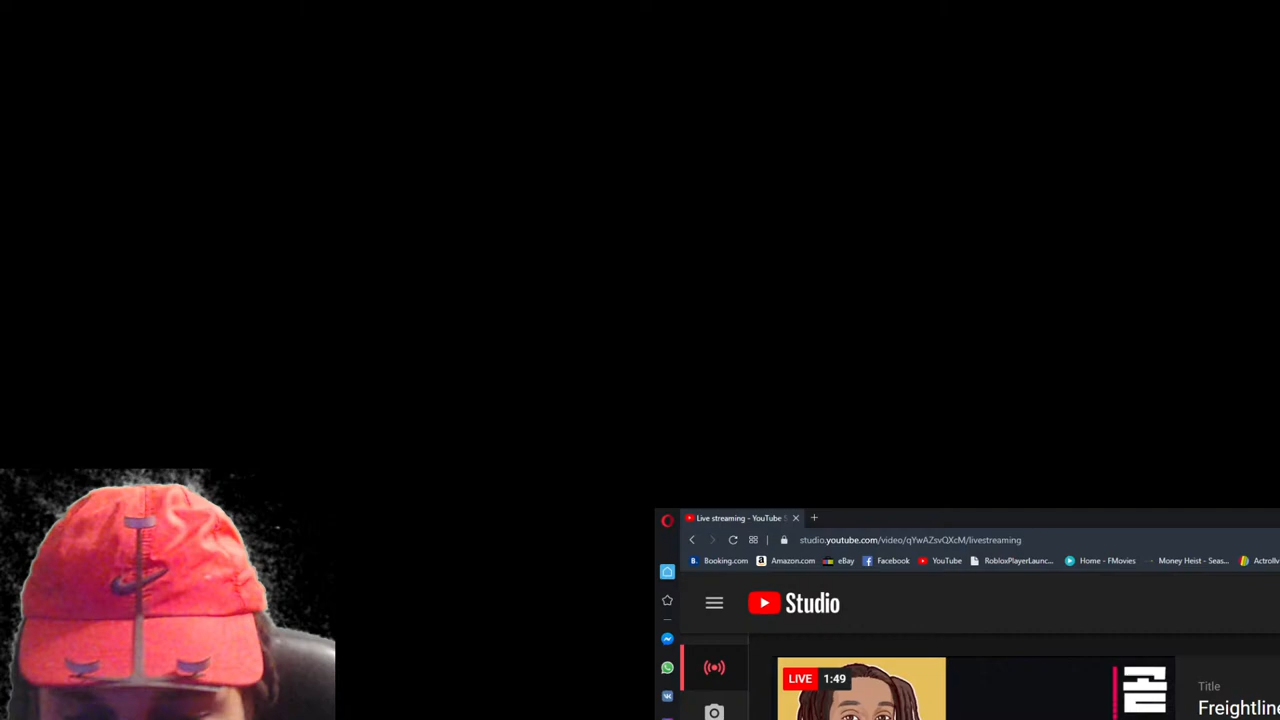 Live streaming - YouTube S
studio.youtube.com/video/qYwAZsvQXcM/livestreaming
Booking.com Amazon.com eBay Facebook YouTube RobloxPlayerLaunc... Home - FMovies Money Heist - Seas... Actrollv
Studio
LIVE 1:49
Title
Freightline